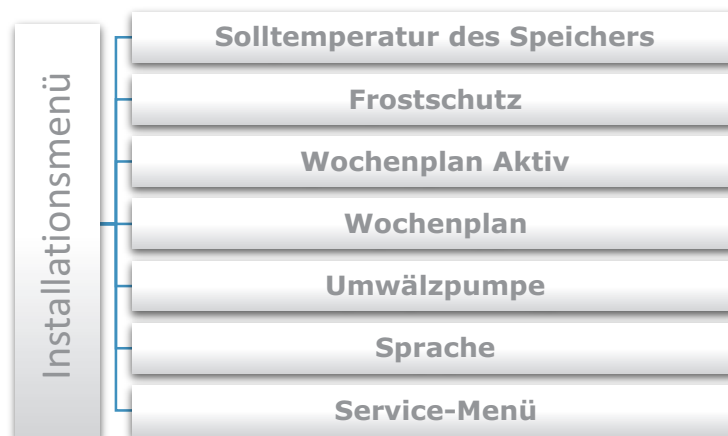 Installationsmenü
Solltemperatur des Speichers
Frostschutz
Wochenplan Aktiv
Wochenplan
Umwälzpumpe
Sprache
Service-Menü